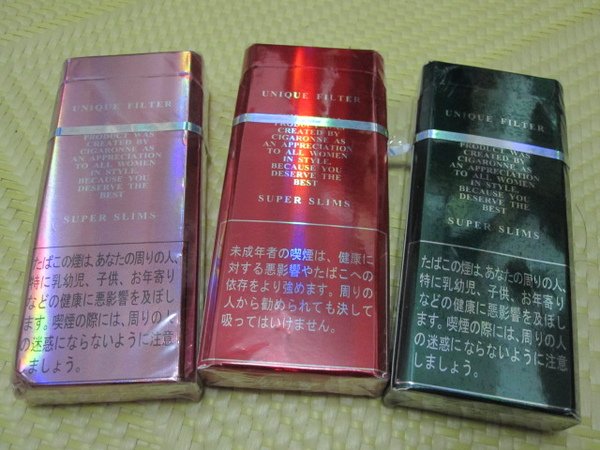 UNIQUE FILTER
PRODUCT WAS
CREATED BY
CIGARONNE AS
AN APPRECIATION
TO ALL WOMEN
IN STYLE.
BECAUSE YOU
DESERVE THE
BEST
SUPER SLIMS
たばこの煙は、あなたの周りの人、
特に乳幼児、子供、お年寄り
などの健康に悪影響を及ぼし
ます。喫煙の際には、周りの人
の迷惑にならないように注意
しましょう。
UNIQUE FILTER
PRODUCT WAS
CREATED BY
CIGARONNE AS
AN APPRECIATION
TO ALL WOMEN
IN STYLE.
BECAUSE YOU
DESERVE THE
BEST
SUPER SLIMS
未成年者の喫煙は、健康に
対する悪影響やたばこへの
依存をより強めます。周りの
人から勧められても決して
吸ってはいけません。
UNIQUE FILTER
PRODUCT WAS
CREATED BY
CIGARONNE AS
AN APPRECIATION
TO ALL WOMEN
IN STYLE.
BECAUSE YOU
DESERVE THE
BEST
SUPER SLIMS
たばこの煙は、あなたの周りの人、
特に乳幼児、子供、お年寄り
などの健康に悪影響を及ぼし
ます。喫煙の際には、周りの人
の迷惑にならないように注意
しましょう。